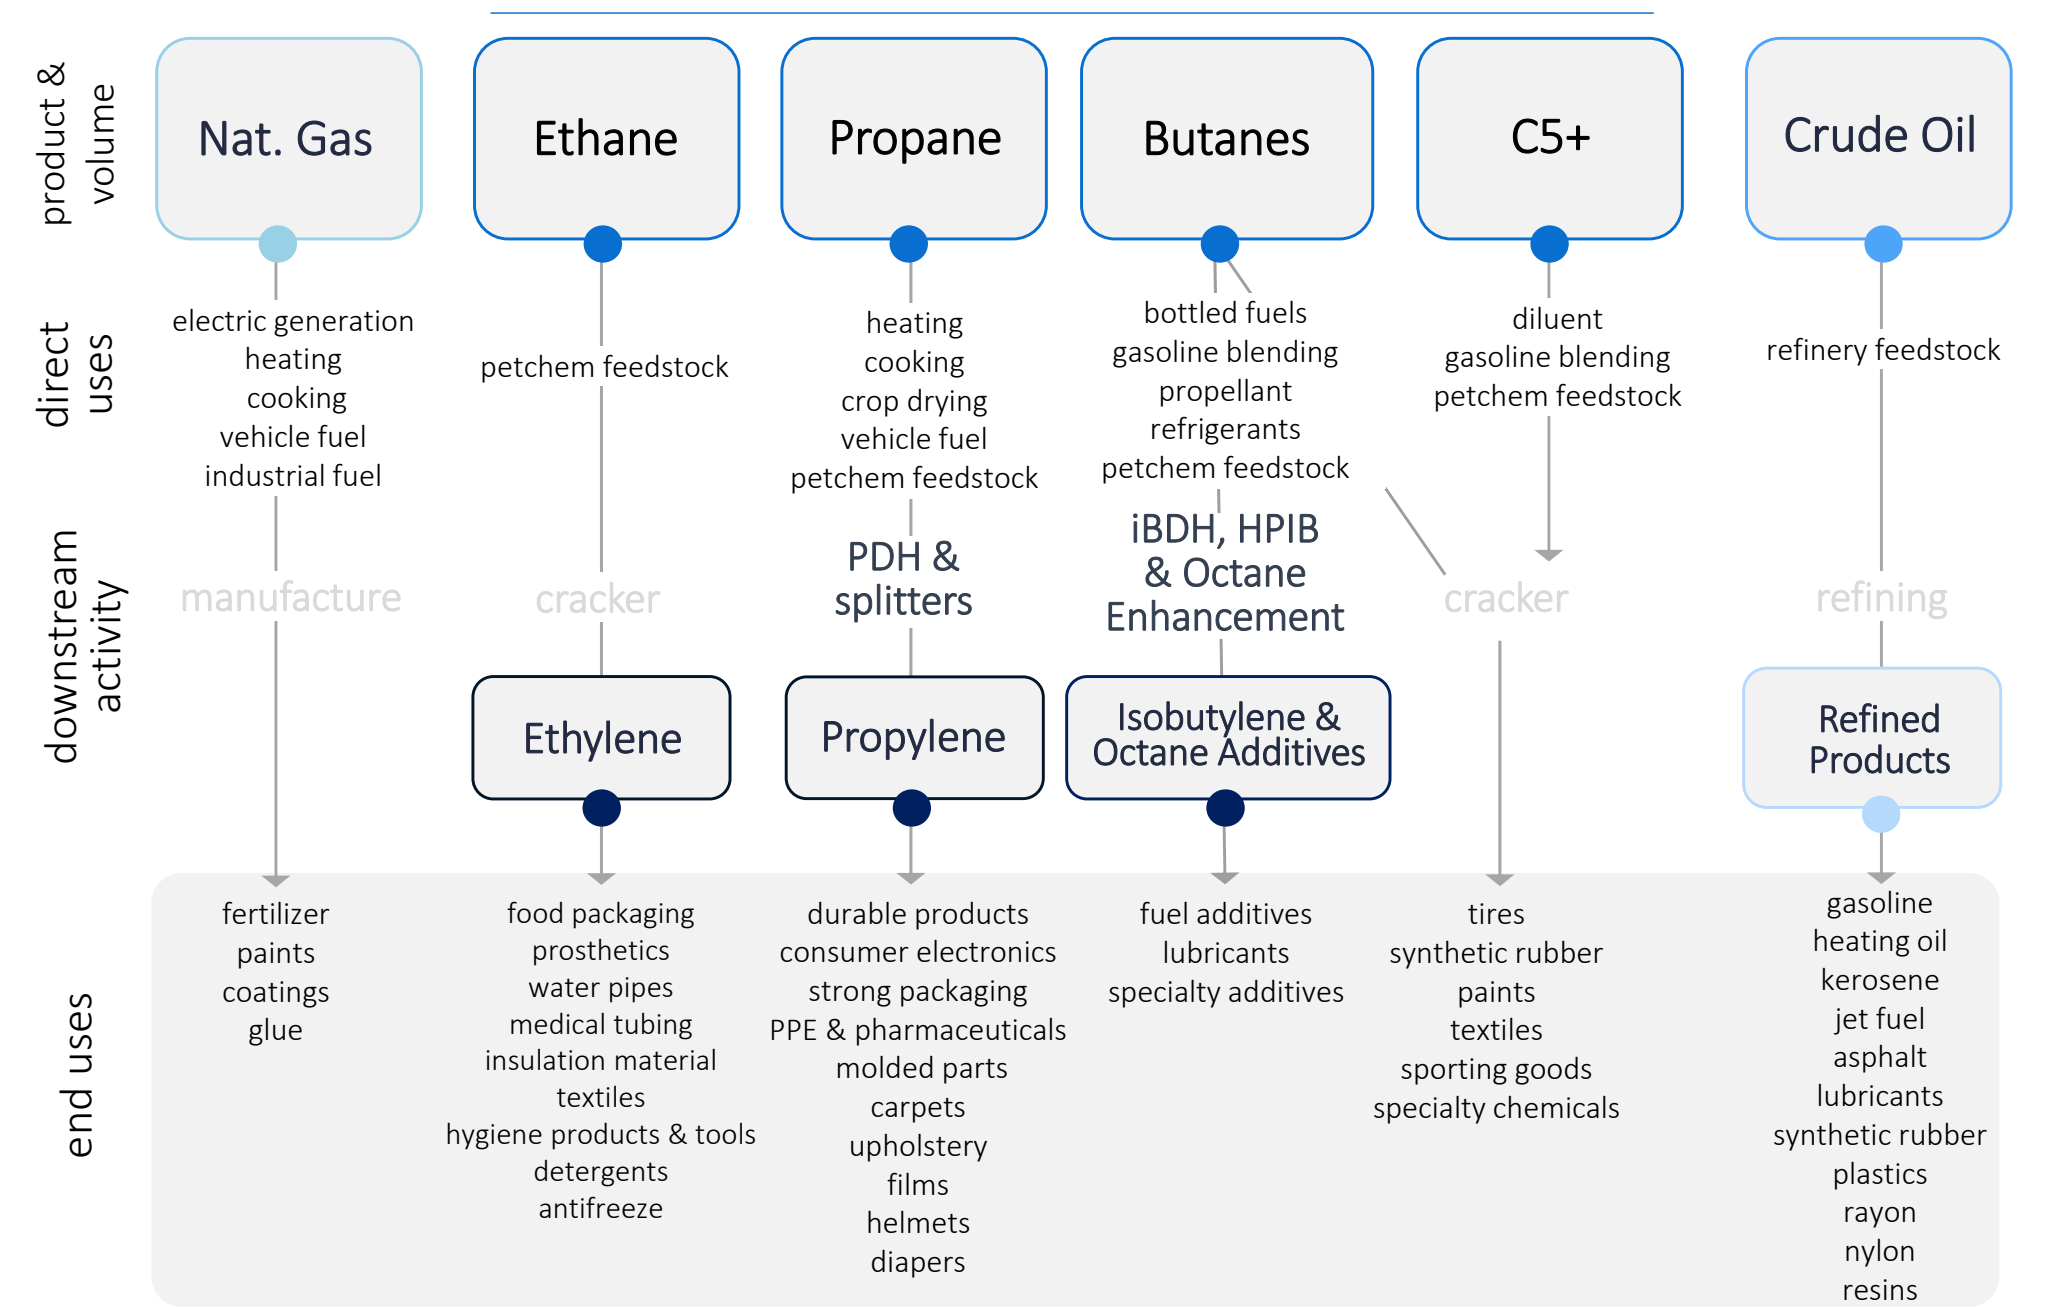 product &
volume
Nat. Gas
Ethane
Propane
Butanes
C5+
Crude Oil
direct
uses
electric generation
heating
cooking
vehicle fuel
industrial fuel
petchem feedstock
heating
cooking
crop drying
vehicle fuel
petchem feedstock
bottled fuels
gasoline blending
propellant
refrigerants
petchem feedstock
diluent
gasoline blending
petchem feedstock
refinery feedstock
downstream
activity
manufacture
cracker
PDH &
splitters
iBDH, HPIB
& Octane
Enhancement
cracker
refining
Ethylene
Propylene
Isobutylene &
Octane Additives
Refined
Products
end uses
fertilizer
paints
coatings
glue
food packaging
prosthetics
water pipes
medical tubing
insulation material
textiles
hygiene products & tools
detergents
antifreeze
durable products
consumer electronics
strong packaging
PPE & pharmaceuticals
molded parts
carpets
upholstery
films
helmets
diapers
fuel additives
lubricants
specialty additives
tires
synthetic rubber
paints
textiles
sporting goods
specialty chemicals
gasoline
heating oil
kerosene
jet fuel
asphalt
lubricants
synthetic rubber
plastics
rayon
nylon
resins